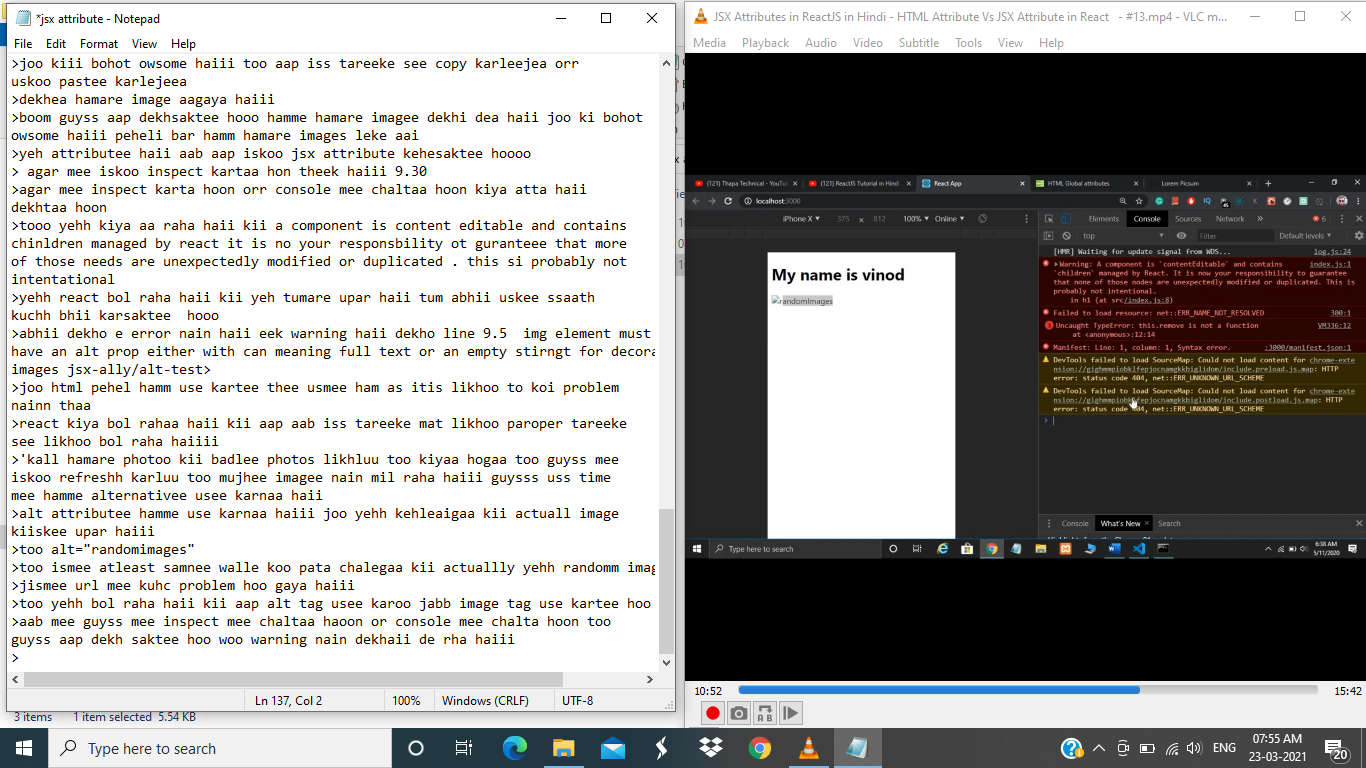 *jsx attribute - Notepad
File Edit Format View Help
>joo kiii bohot owsome haiii too aap iss tareeke see copy karleejea orr
uskoo pastee karlejeea
>dekhea hamare image aagaya haiii
>boom guyss aap dekhsaktee hooo hamme hamare imagee dekhi dea haii joo ki bohot
owsome haiii peheli bar hamm hamare images leke aai
>yeh attributee haii aab aap iskoo jsx attribute kehesaktee hoooo
> agar mee iskoo inspect kartaa hon theek haiii 9.30
>agar mee inspect karta hoon orr console mee chaltaa hoon kiya atta haii
dekhtaa hoon
>tooo yehh kiya aa raha haii kii a component is content editable and contains
chinldren managed by react it is no your responsbility ot guranteee that more
of those needs are unexpectedly modified or duplicated . this si probably not
intentational
>yehh react bol raha haii kii yeh tumare upar haii tum abhii uskee ssaath
kuchh bhii karsaktee  hooo
>abhii dekho e error nain haii eek warning haii dekho line 9.5  img element must
have an alt prop either with can meaning full text or an empty stirngt for decora
images jsx-ally/alt-test>
>joo html pehel hamm use kartee thee usmee ham as itis likhoo to koi problem
nainn thaa
>react kiya bol rahaa haii kii aap aab iss tareeke mat likhoo paroper tareeke
see likhoo bol raha haiiii
>'kall hamare photoo kii badlee photos likhluu too kiyaa hogaa too guyss mee
iskoo refreshh karluu too mujhee imagee nain mil raha haiii guysss uss time
mee hamme alternativee usee karnaa haii
>alt attributee hamme use karnaa haiii joo yehh kehleaigaa kii actuall image
kiiskee upar haiii
>too alt="randomimages"
>too ismee atleast samnee walle koo pata chalegaa kii actuallly yehh randomm imag
>jismee url mee kuhc problem hoo gaya haiii
>too yehh bol raha haii kii aap alt tag usee karoo jabb image tag use kartee hoo
>aab mee guyss mee inspect mee chaltaa haoon or console mee chalta hoon too
guyss aap dekh saktee hoo woo warning nain dekhaii de rha haiii
>
Ln 137, Col 2 100% Windows (CRLF) UTF-8
3 items 1 item selected 5.54 KB
JSX Attributes in ReactJS in Hindi - HTML Attribute Vs JSX Attribute in React  - #13.mp4 - VLC m...
Media Playback Audio Video Subtitle Tools View Help
(121) Thapa Technical - YouTu (121) ReactJS Tutorial in Hindi React App HTML Global attributes Lorem Picsum
localhost:3000
iPhone X 375 x 812 100% Online
Elements Console Sources Network » 6
top Filter Default levels
My name is vinod
randomImages
[HMR] Waiting for update signal from WDS... log.js:24
Warning: A component is `contentEditable` and contains index.js:1
`children` managed by React. It is now your responsibility to guarantee
that none of those nodes are unexpectedly modified or duplicated. This is
probably not intentional.
in h1 (at src/index.js:8)
Failed to load resource: net::ERR_NAME_NOT_RESOLVED 300:1
Uncaught TypeError: this.remove is not a function VM336:12
at <anonymous>:12:14
Manifest: Line: 1, column: 1, Syntax error. :3000/manifest.json:1
DevTools failed to load SourceMap: Could not load content for chrome-exte
nsion://gighmmpiobklfepjocnamgkkbiglidom/include.preload.js.map: HTTP
error: status code 404, net::ERR_UNKNOWN_URL_SCHEME
DevTools failed to load SourceMap: Could not load content for chrome-exte
nsion://gighmmpiobklfepjocnamgkkbiglidom/include.postload.js.map: HTTP
error: status code 404, net::ERR_UNKNOWN_URL_SCHEME
Console What's New Search
Type here to search
6:38 AM
5/11/2020
10:52 15:42
Type here to search
ENG
07:55 AM
23-03-2021
20